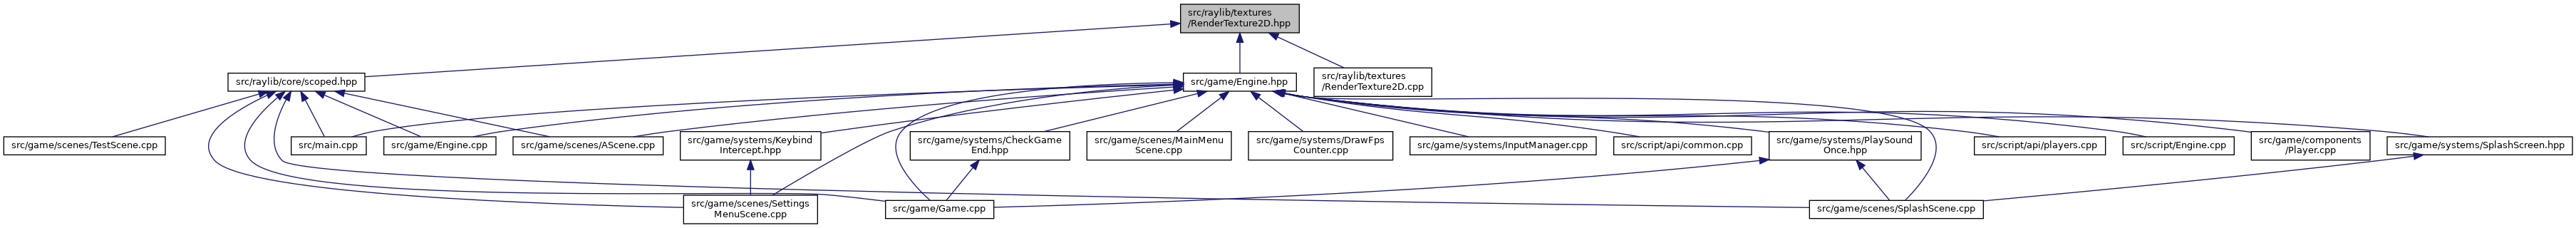 src/raylib/textures
/RenderTexture2D.hpp
src/raylib/core/scoped.hpp
src/game/Engine.hpp
src/raylib/textures
/RenderTexture2D.cpp
src/game/scenes/TestScene.cpp
src/main.cpp
src/game/Engine.cpp
src/game/scenes/AScene.cpp
src/game/systems/Keybind
Intercept.hpp
src/game/systems/CheckGame
End.hpp
src/game/scenes/MainMenu
Scene.cpp
src/game/systems/DrawFps
Counter.cpp
src/game/systems/InputManager.cpp
src/script/api/common.cpp
src/game/systems/PlaySound
Once.hpp
src/script/api/players.cpp
src/script/Engine.cpp
src/game/components
/Player.cpp
src/game/systems/SplashScreen.hpp
src/game/scenes/Settings
MenuScene.cpp
src/game/Game.cpp
src/game/scenes/SplashScene.cpp